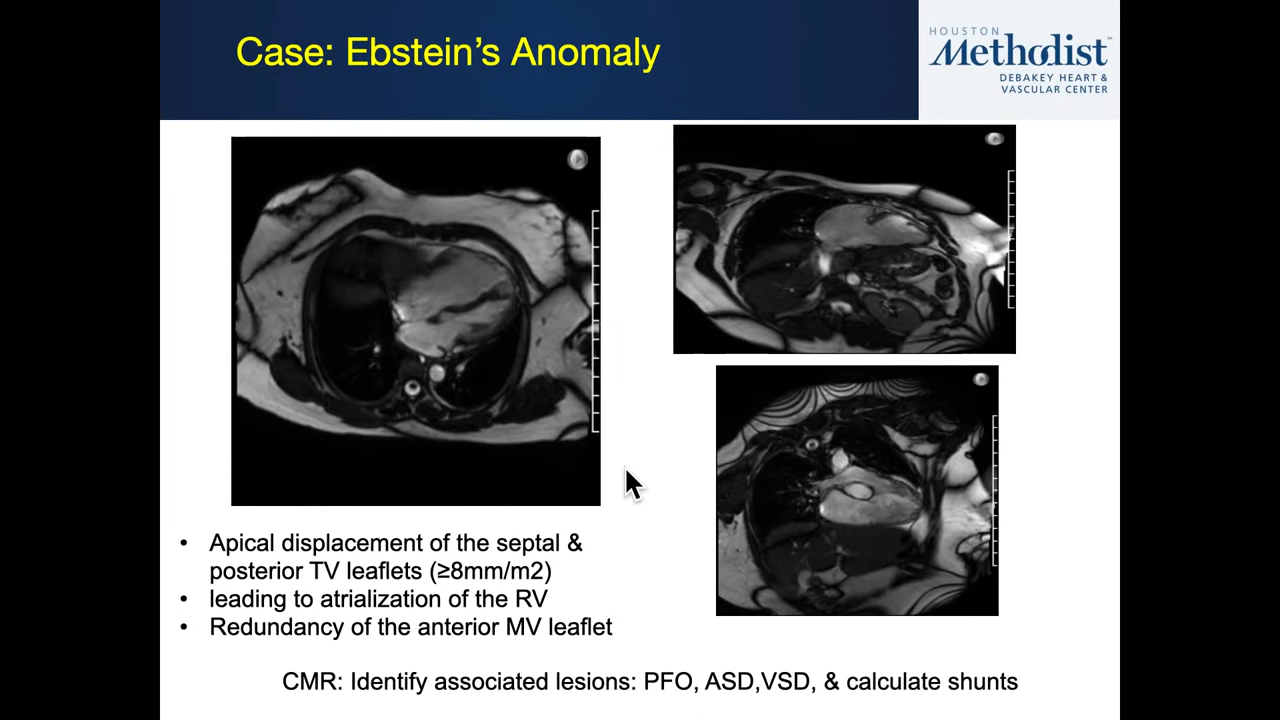 Case: Ebstein’s Anomaly
HOUSTON
Methodist
DEBAKEY HEART &
VASCULAR CENTER
• Apical displacement of the septal &
posterior TV leaflets (≥8mm/m2)
• leading to atrialization of the RV
• Redundancy of the anterior MV leaflet
CMR: Identify associated lesions: PFO, ASD,VSD, & calculate shunts